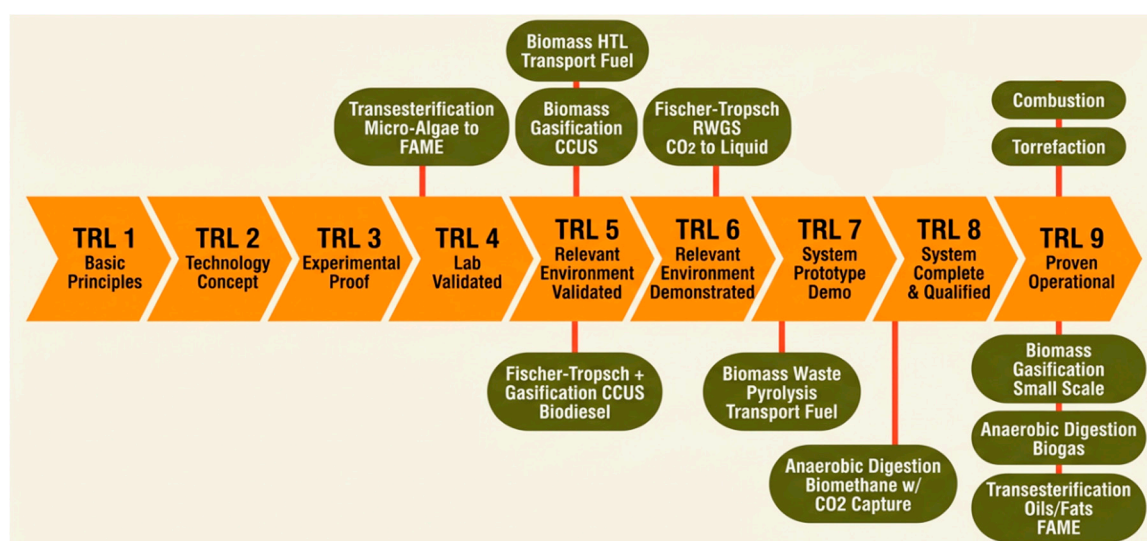 Biomass HTL
Transport Fuel
Transesterification
Micro-Algae to
FAME
Biomass
Gasification
CCUS
Fischer-Tropsch
RWGS
CO2 to Liquid
Combustion
Torrefaction
TRL 1
Basic
Principles
TRL 2
Technology
Concept
TRL 3
Experimental
Proof
TRL 4
Lab
Validated
TRL 5
Relevant
Environment
Validated
TRL 6
Relevant
Environment
Demonstrated
TRL 7
System
Prototype
Demo
TRL 8
System
Complete
& Qualified
TRL 9
Proven
Operational
Fischer-Tropsch +
Gasification CCUS
Biodiesel
Biomass Waste
Pyrolysis
Transport Fuel
Anaerobic Digestion
Biomethane w/
CO2 Capture
Biomass
Gasification
Small Scale
Anaerobic Digestion
Biogas
Transesterification
Oils/Fats
FAME